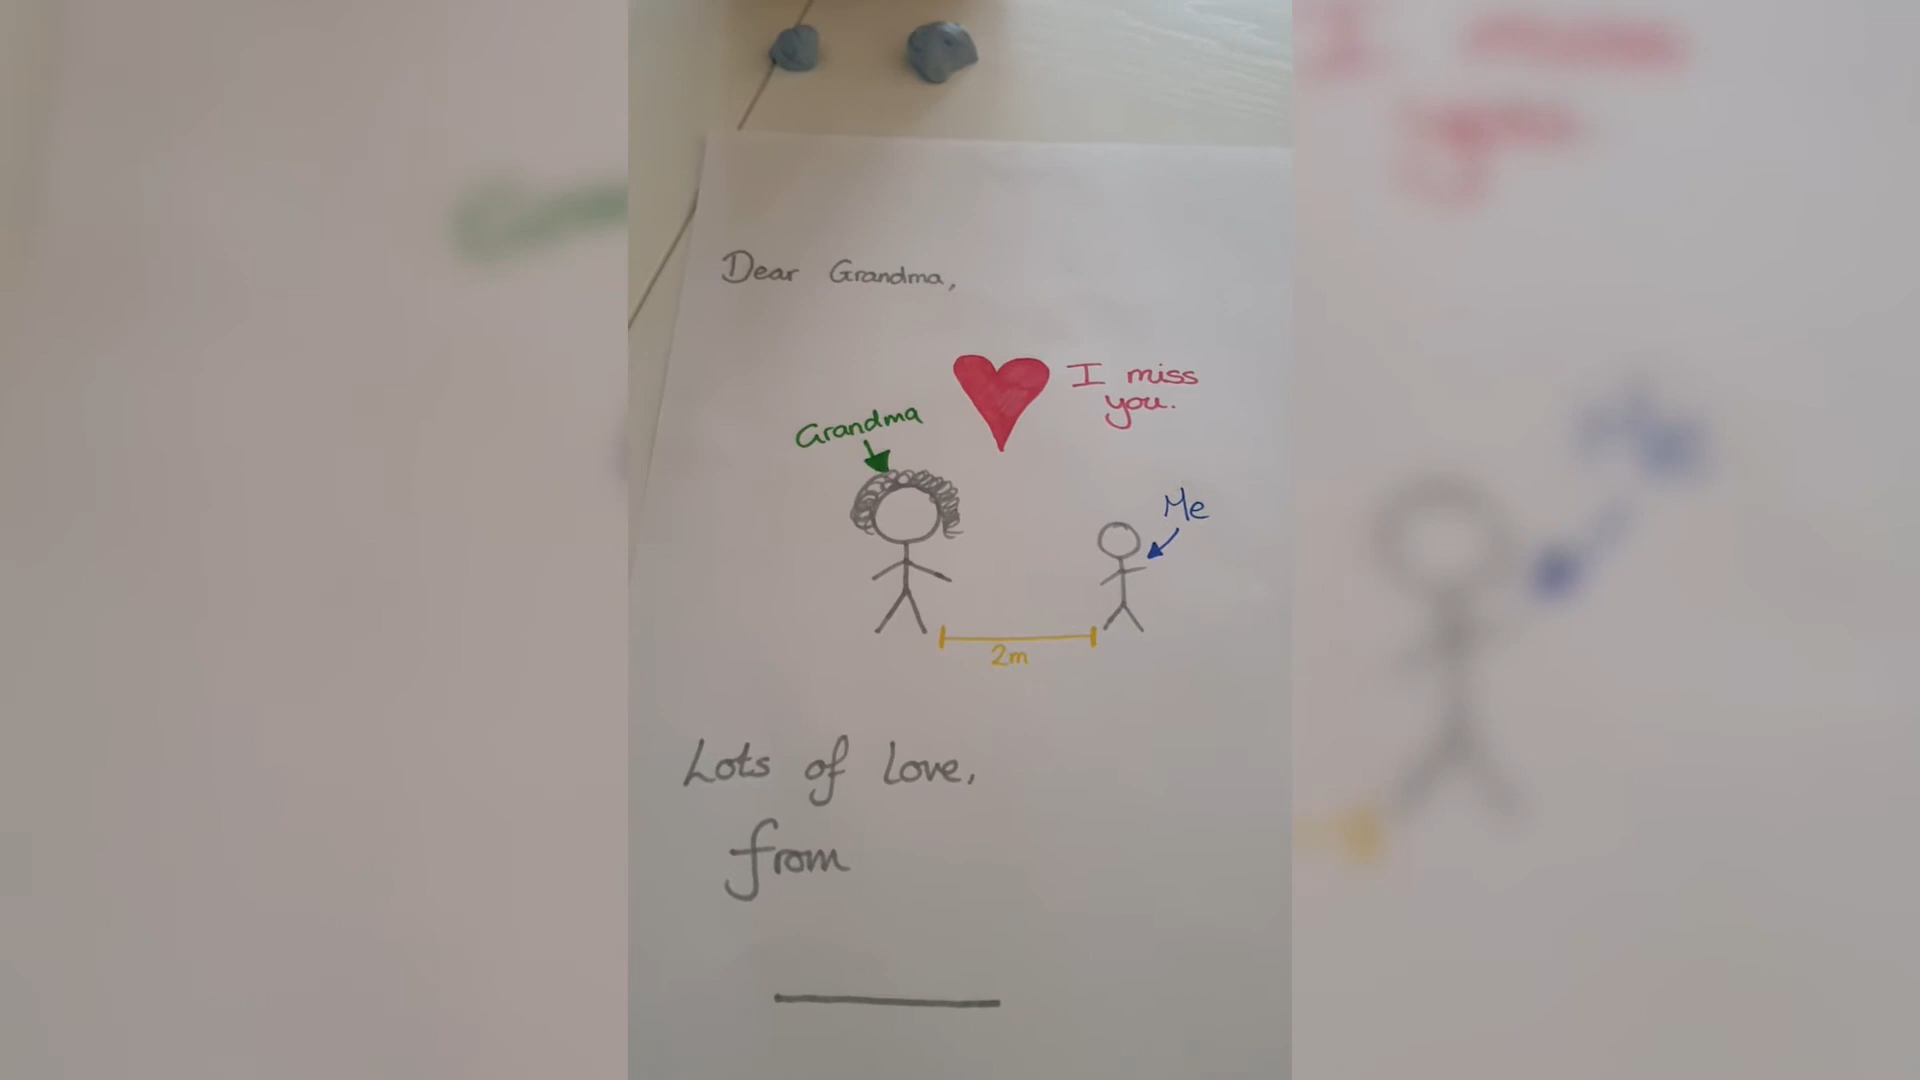 Dear Grandma,
I miss
you.
Grandma
Me
2m
Lots of love,
from